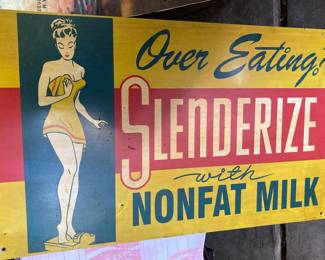 Over Eating!
SLENDERIZE
with
NONFAT MILK